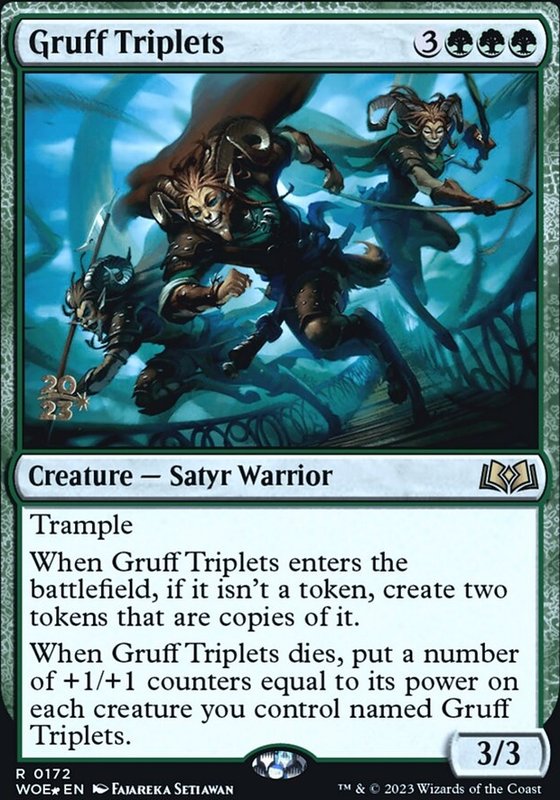 Gruff Triplets 3
20
23
Creature — Satyr Warrior
Trample
When Gruff Triplets enters the
battlefield, if it isn't a token, create two
tokens that are copies of it.
When Gruff Triplets dies, put a number
of +1/+1 counters equal to its power on
each creature you control named Gruff
Triplets.
3/3
R 0172
WOE★EN Fajareka Setiawan
™ & © 2023 Wizards of the Coast